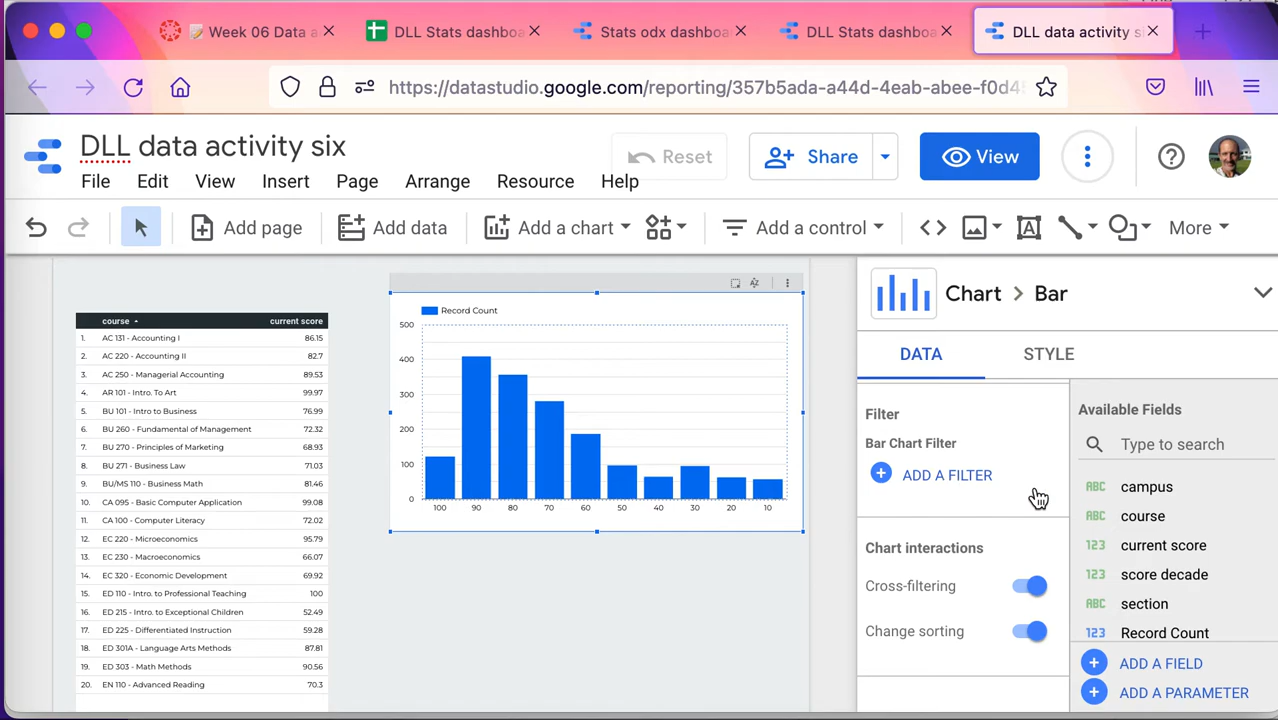 Week 06 Data a
DLL Stats dashboa
Stats odx dashboa
DLL Stats dashboa
DLL data activity si
https://datastudio.google.com/reporting/357b5ada-a44d-4eab-abee-f0d45
DLL data activity six
Reset
Share
View
File Edit View Insert Page Arrange Resource Help
Add page
Add data
Add a chart
Add a control
More
course current score
1. AC 131 - Accounting I 86.15
2. AC 220 - Accounting II 82.7
3. AC 250 - Managerial Accounting 89.53
4. AR 101 - Intro. To Art 99.97
5. BU 101 - Intro to Business 76.99
6. BU 260 - Fundamental of Management 72.32
7. BU 270 - Principles of Marketing 68.93
8. BU 271 - Business Law 71.03
9. BU/MS 110 - Business Math 81.46
10. CA 095 - Basic Computer Application 99.08
11. CA 100 - Computer Literacy 72.02
12. EC 220 - Microeconomics 95.79
13. EC 230 - Macroeconomics 66.07
14. EC 320 - Economic Development 69.92
15. ED 110 - Intro. to Professional Teaching 100
16. ED 215 - Intro. to Exceptional Children 52.49
17. ED 225 - Differentiated Instruction 59.28
18. ED 301A - Language Arts Methods 87.81
19. ED 303 - Math Methods 90.56
20. EN 110 - Advanced Reading 70.3
Record Count
500
400
300
200
100
0
100 90 80 70 60 50 40 30 20 10
Chart > Bar
DATA
STYLE
Filter
Bar Chart Filter
ADD A FILTER
Chart interactions
Cross-filtering
Change sorting
Available Fields
Type to search
ABC campus
ABC course
123 current score
123 score decade
ABC section
123 Record Count
ADD A FIELD
ADD A PARAMETER